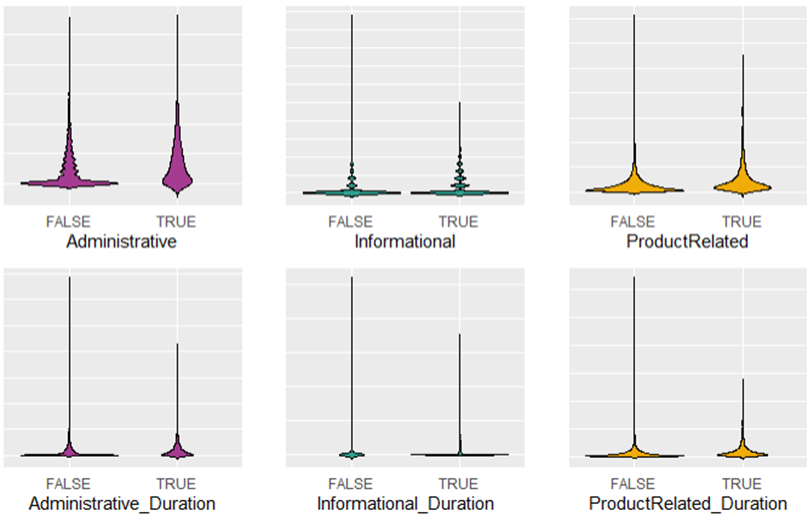 FALSE TRUE FALSE TRUE FALSE TRUE
Administrative Informational ProductRelated
FALSE TRUE FALSE TRUE FALSE TRUE
Administrative_Duration Informational_Duration ProductRelated_Duration